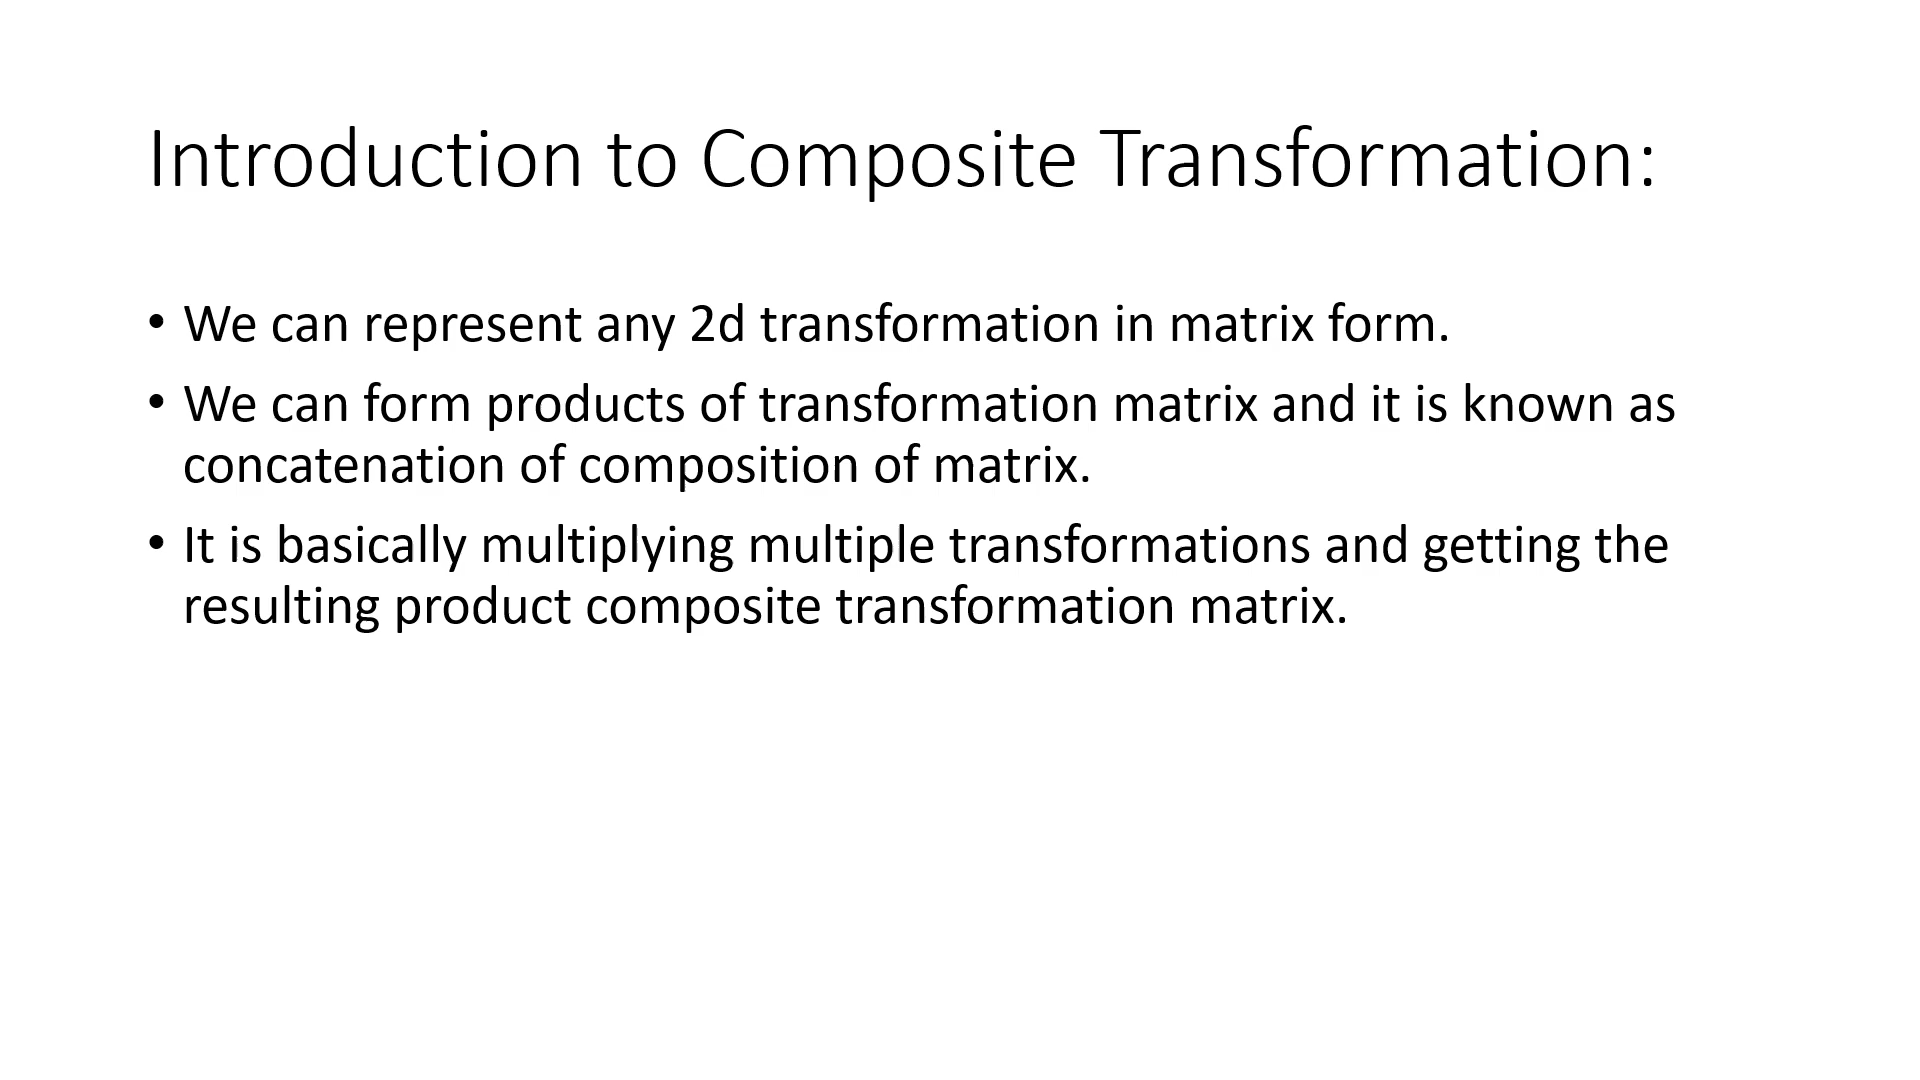 Introduction to Composite Transformation:
• We can represent any 2d transformation in matrix form.
• We can form products of transformation matrix and it is known as
concatenation of composition of matrix.
• It is basically multiplying multiple transformations and getting the
resulting product composite transformation matrix.